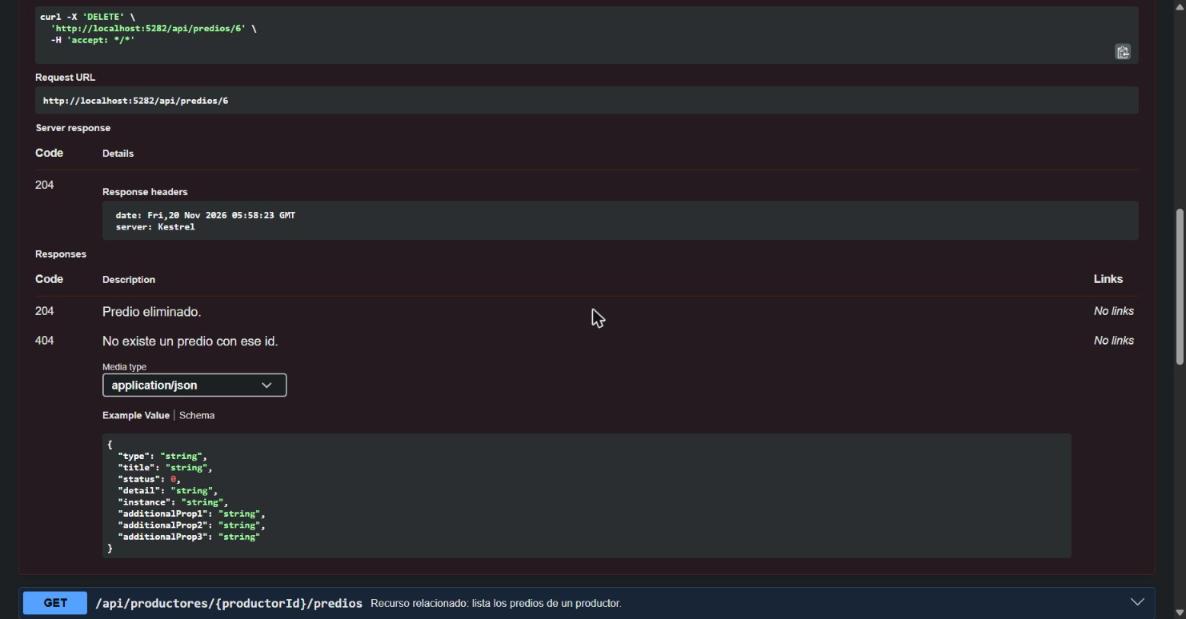 curl -X 'DELETE' \
'http://localhost:5282/api/predios/6' \
-H 'accept: */*'
Request URL
http://localhost:5282/api/predios/6
Server response
Code Details
204
Response headers
date: Fri,20 Nov 2026 05:58:23 GMT
server: Kestrel
Responses
Code Description Links
204 Predio eliminado. No links
404 No existe un predio con ese id. No links
Media type
application/json
Example Value | Schema
{
"type": "string",
"title": "string",
"status": 0,
"detail": "string",
"instance": "string",
"additionalProp1": "string",
"additionalProp2": "string",
"additionalProp3": "string"
}
GET /api/productores/{productorId}/predios Recurso relacionado: lista los predios de un productor.